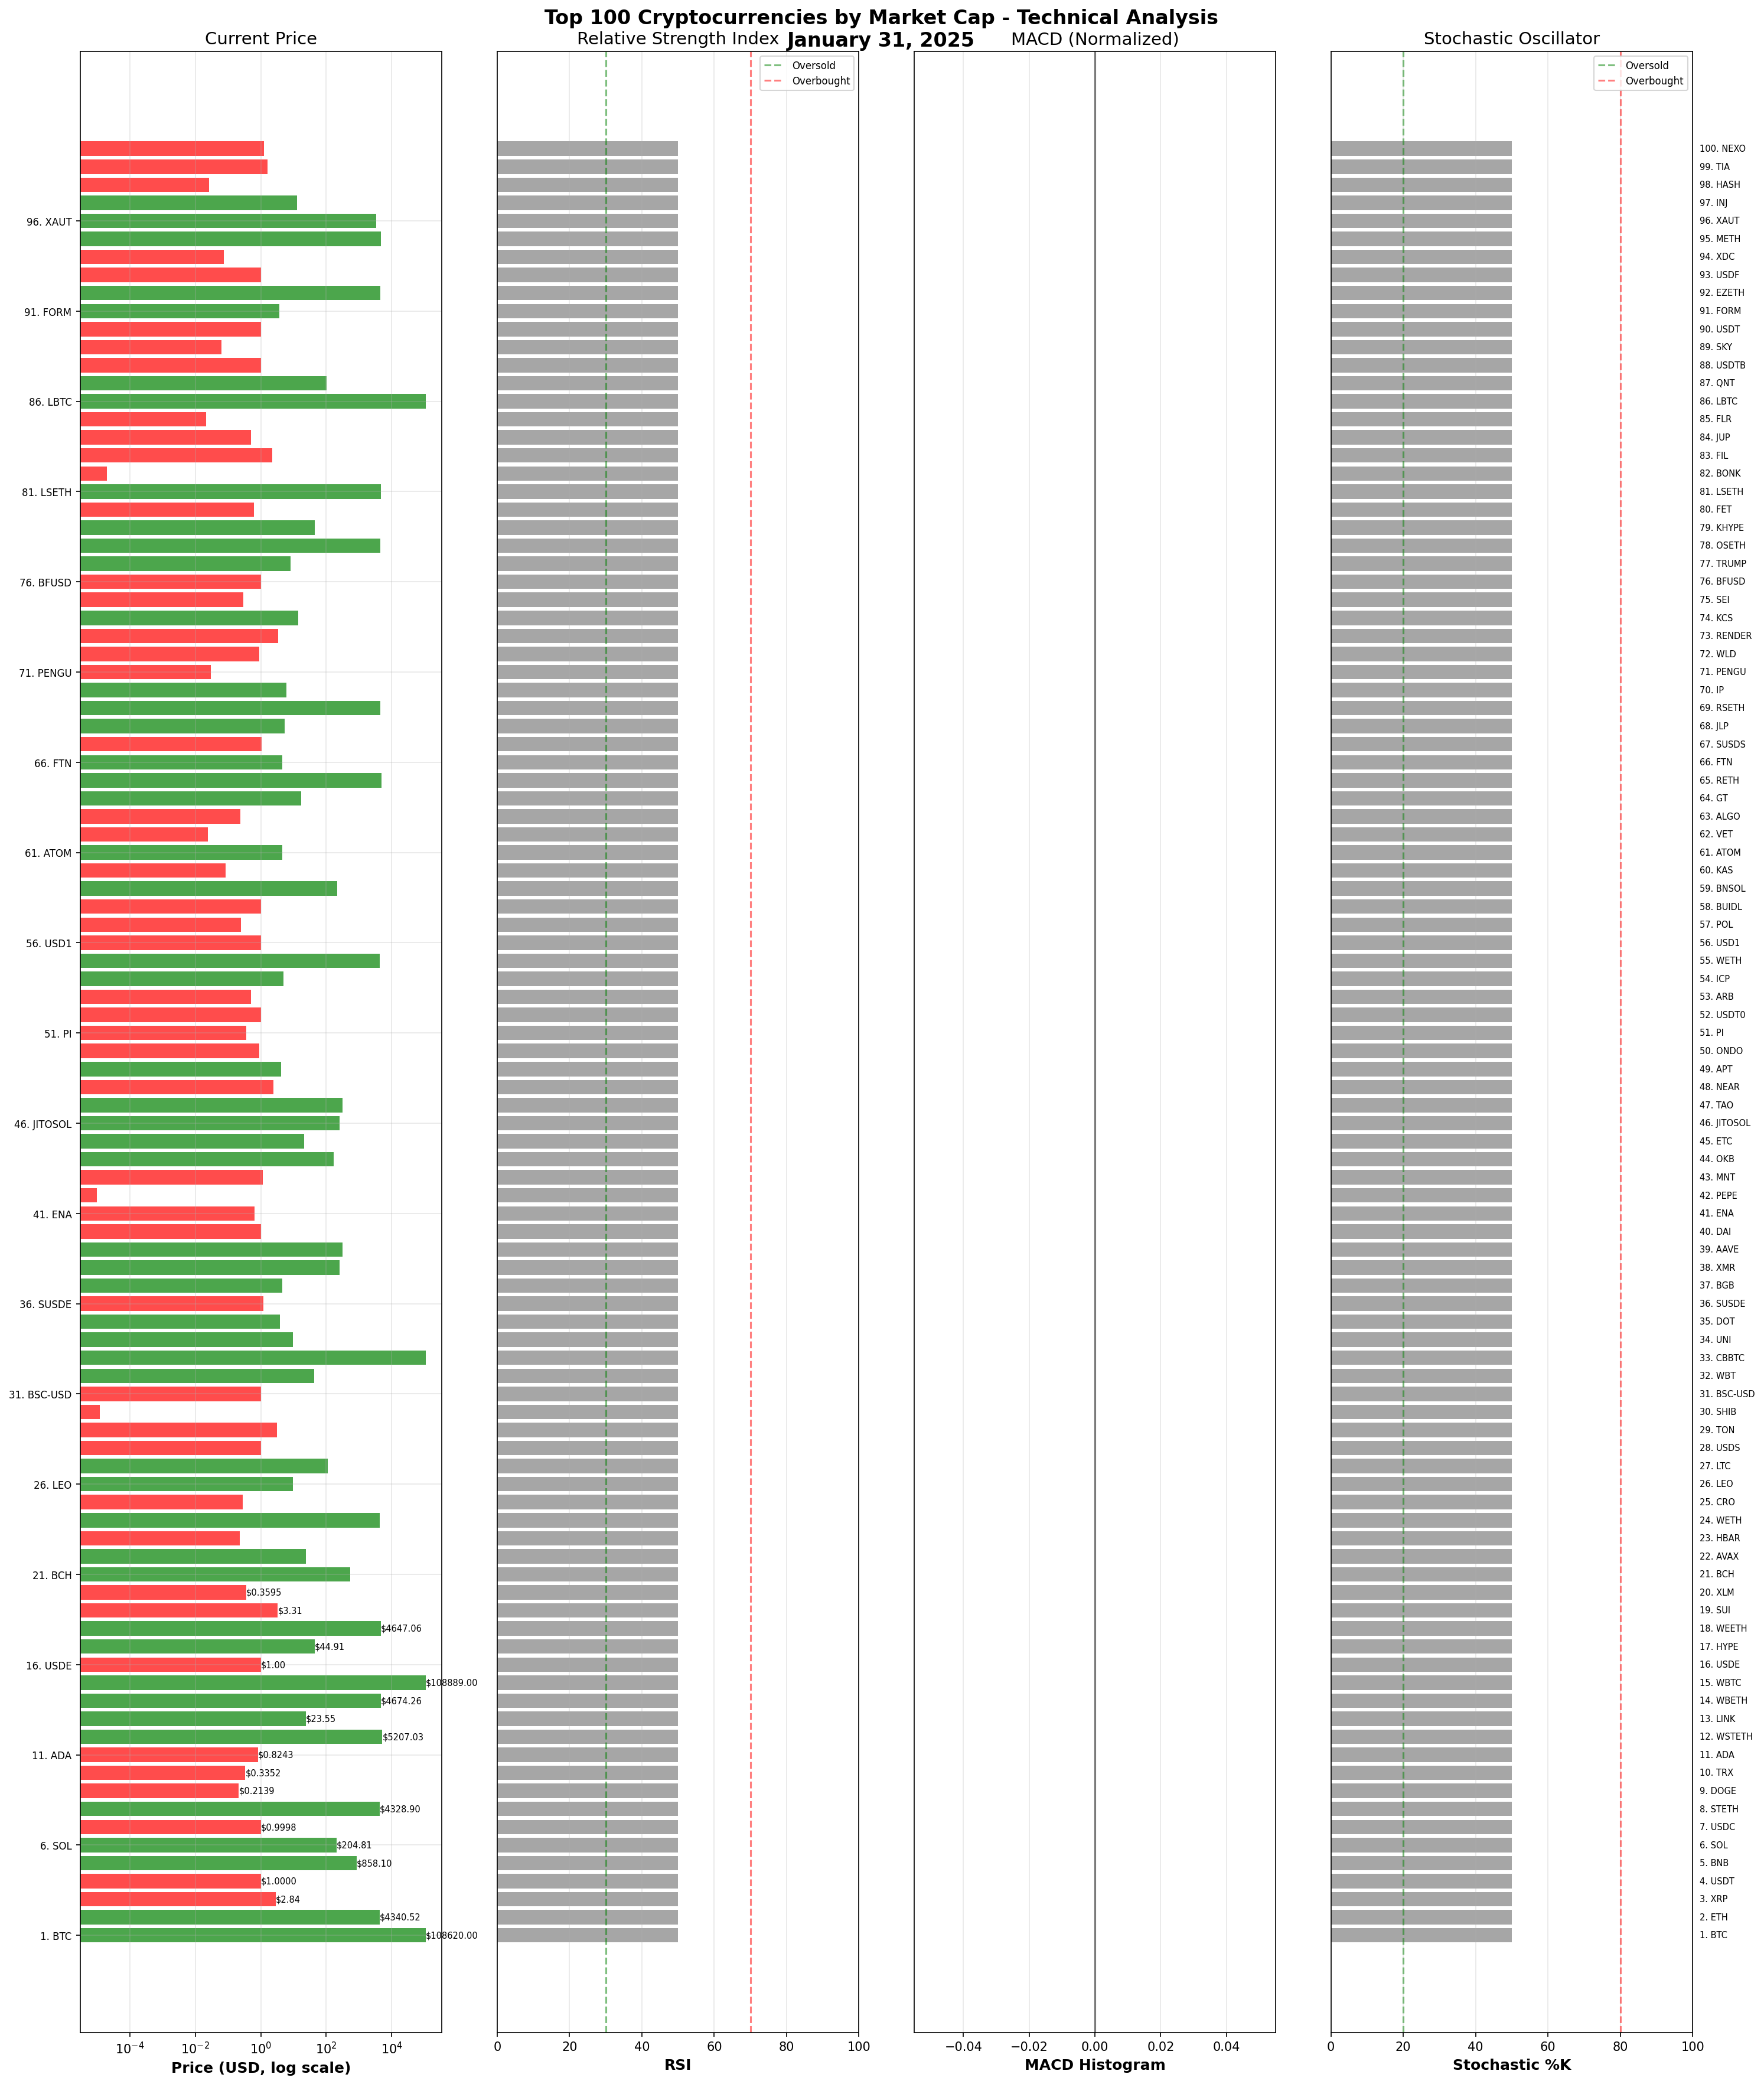 Top 100 Cryptocurrencies by Market Cap - Technical Analysis
January 31, 2025
Current Price
96. XAUT
91. FORM
86. LBTC
81. LSETH
76. BFUSD
71. PENGU
66. FTN
61. ATOM
56. USD1
51. PI
46. JITOSOL
41. ENA
36. SUSDE
31. BSC-USD
26. LEO
21. BCH
16. USDE
11. ADA
6. SOL
1. BTC
$0.3595
$3.31
$4647.06
$44.91
$1.00
$108889.00
$4674.26
$23.55
$5207.03
$0.8243
$0.3352
$0.2139
$4328.90
$0.9998
$204.81
$858.10
$1.0000
$2.84
$4340.52
$108620.00
10⁻⁴ 10⁻² 10⁰ 10² 10⁴
Price (USD, log scale)
Relative Strength Index
Oversold
Overbought
0 20 40 60 80 100
RSI
MACD (Normalized)
−0.04 −0.02 0.00 0.02 0.04
MACD Histogram
Stochastic Oscillator
Oversold
Overbought
100. NEXO
99. TIA
98. HASH
97. INJ
96. XAUT
95. METH
94. XDC
93. USDF
92. EZETH
91. FORM
90. USDT
89. SKY
88. USDTB
87. QNT
86. LBTC
85. FLR
84. JUP
83. FIL
82. BONK
81. LSETH
80. FET
79. KHYPE
78. OSETH
77. TRUMP
76. BFUSD
75. SEI
74. KCS
73. RENDER
72. WLD
71. PENGU
70. IP
69. RSETH
68. JLP
67. SUSDS
66. FTN
65. RETH
64. GT
63. ALGO
62. VET
61. ATOM
60. KAS
59. BNSOL
58. BUIDL
57. POL
56. USD1
55. WETH
54. ICP
53. ARB
52. USDT0
51. PI
50. ONDO
49. APT
48. NEAR
47. TAO
46. JITOSOL
45. ETC
44. OKB
43. MNT
42. PEPE
41. ENA
40. DAI
39. AAVE
38. XMR
37. BGB
36. SUSDE
35. DOT
34. UNI
33. CBBTC
32. WBT
31. BSC-USD
30. SHIB
29. TON
28. USDS
27. LTC
26. LEO
25. CRO
24. WETH
23. HBAR
22. AVAX
21. BCH
20. XLM
19. SUI
18. WEETH
17. HYPE
16. USDE
15. WBTC
14. WBETH
13. LINK
12. WSTETH
11. ADA
10. TRX
9. DOGE
8. STETH
7. USDC
6. SOL
5. BNB
4. USDT
3. XRP
2. ETH
1. BTC
0 20 40 60 80 100
Stochastic %K